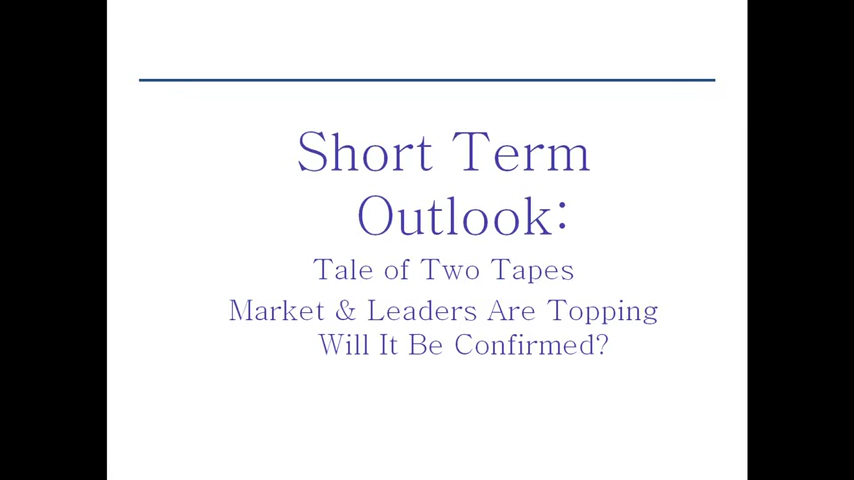 Short Term
Outlook:
Tale of Two Tapes
Market & Leaders Are Topping
Will It Be Confirmed?